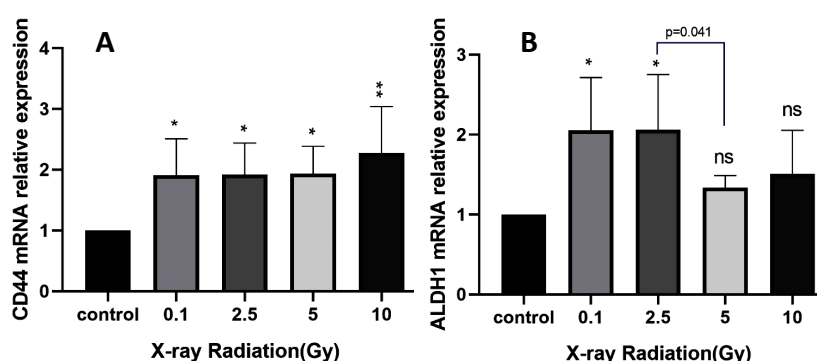 A
CD44 mRNA relative expression
4
3
2
1
0
*
*
*
**
control 0.1 2.5 5 10
X-ray Radiation(Gy)
B
ALDH1 mRNA relative expression
3
2
1
0
p=0.041
*
*
ns
ns
control 0.1 2.5 5 10
X-ray Radiation(Gy)